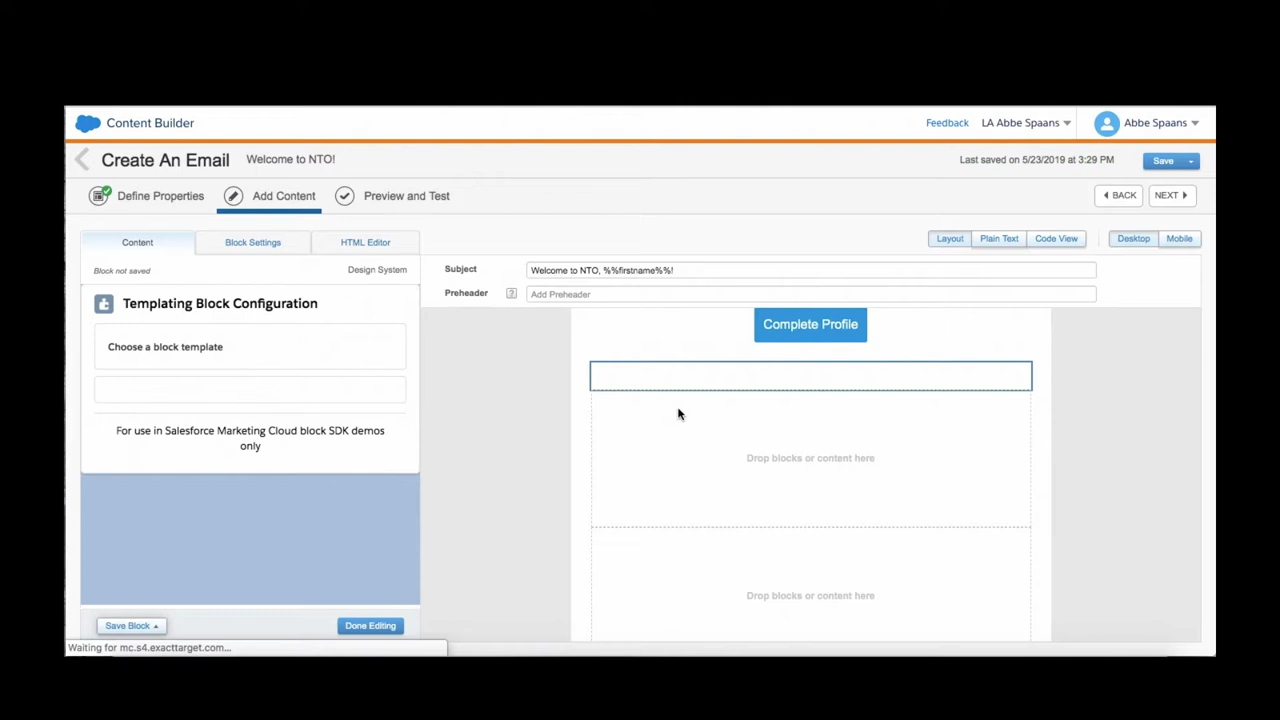 Content Builder
Feedback
LA Abbe Spaans
Abbe Spaans
Create An Email
Welcome to NTO!
Last saved on 5/23/2019 at 3:29 PM
Save
Define Properties
Add Content
Preview and Test
BACK
NEXT
Content
Block Settings
HTML Editor
Layout
Plain Text
Code View
Desktop
Mobile
Block not saved
Design System
Subject
Welcome to NTO, %%firstname%%!
Preheader
?
Add Preheader
Templating Block Configuration
Choose a block template
For use in Salesforce Marketing Cloud block SDK demos
only
Complete Profile
Drop blocks or content here
Drop blocks or content here
Save Block
Done Editing
Waiting for mc.s4.exacttarget.com...